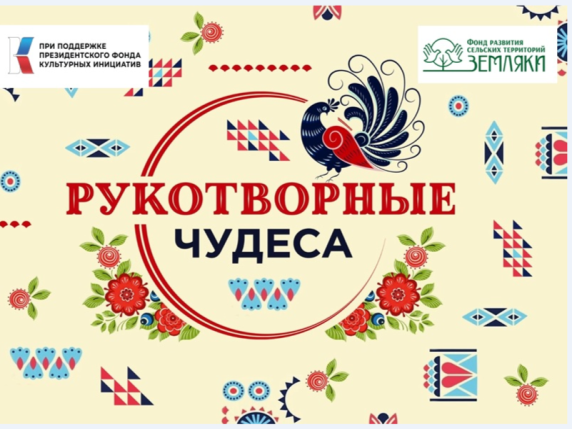 ПРИ ПОДДЕРЖКЕ
ПРЕЗИДЕНТСКОГО ФОНДА
КУЛЬТУРНЫХ ИНИЦИАТИВ
ФОНД РАЗВИТИЯ
СЕЛЬСКИХ ТЕРРИТОРИЙ
ЗЕМЛЯКИ
РУКОТВОРНЫЕ
ЧУДЕСА